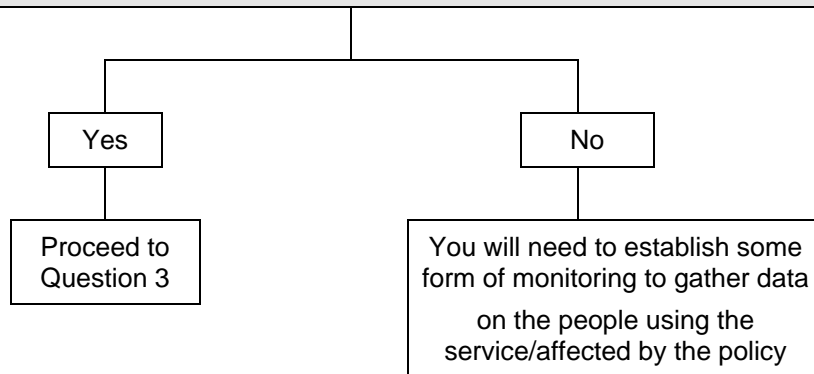 Yes
No
Proceed to
Question 3
You will need to establish some
form of monitoring to gather data
on the people using the
service/affected by the policy